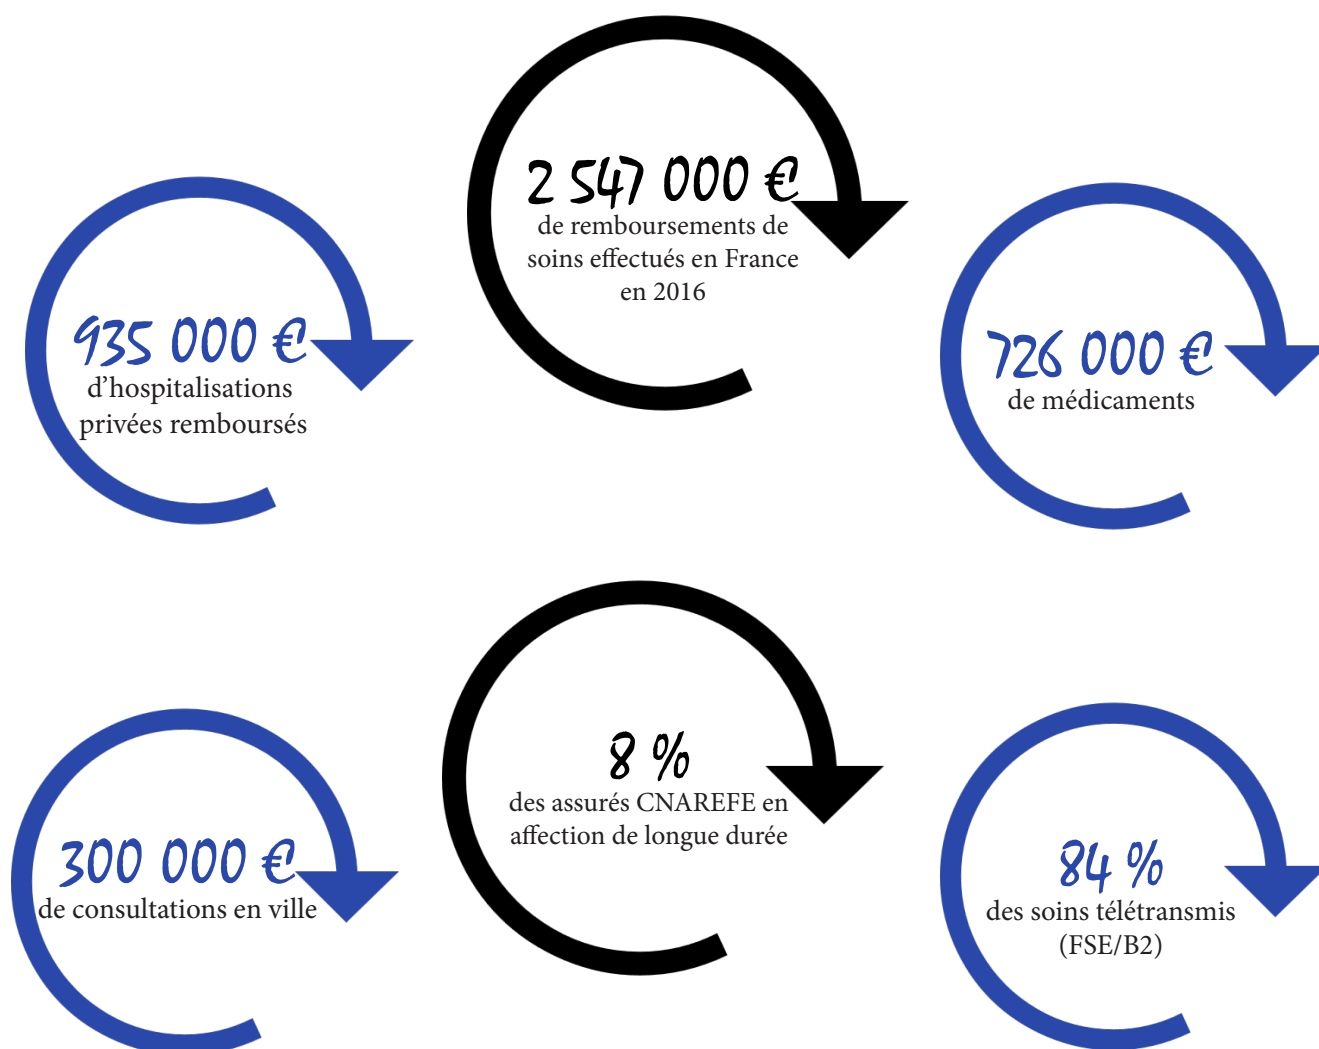 2 547 000 €
de remboursements de
soins effectués en France
en 2016
935 000 €
d'hospitalisations
privées remboursés
726 000 €
de médicaments
8 %
des assurés CNAREFE en
affection de longue durée
300 000 €
de consultations en ville
84 %
des soins télétransmis
(FSE/B2)